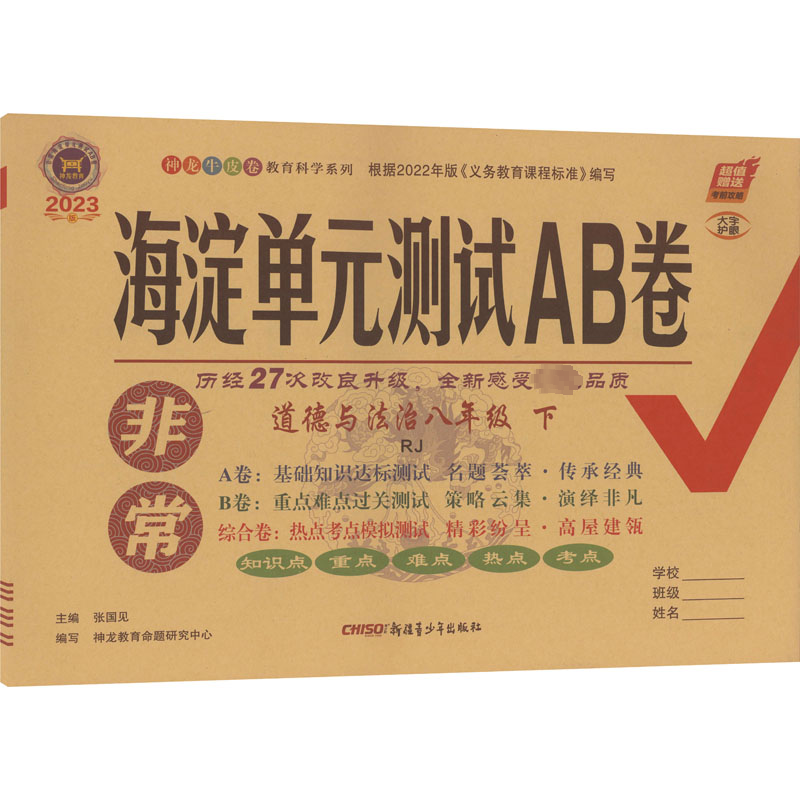 神龙牛皮卷 教育科学系列 根据2022年版《义务教育课程标准》编写
神龙教育
2023
版
超值
赠送
考前攻略
大字
护眼
海淀单元测试AB卷
历经27次改良升级,全新感受 品质
非常
道德与法治八年级 下
RJ
A卷:基础知识达标测试 名题荟萃·传承经典
B卷:重点难点过关测试 策略云集·演绎非凡
综合卷:热点考点模拟测试 精彩纷呈·高屋建瓴
知识点 重点 难点 热点 考点
学校
班级
姓名
主编 张国见
编写 神龙教育命题研究中心
CHISO 新疆青少年出版社